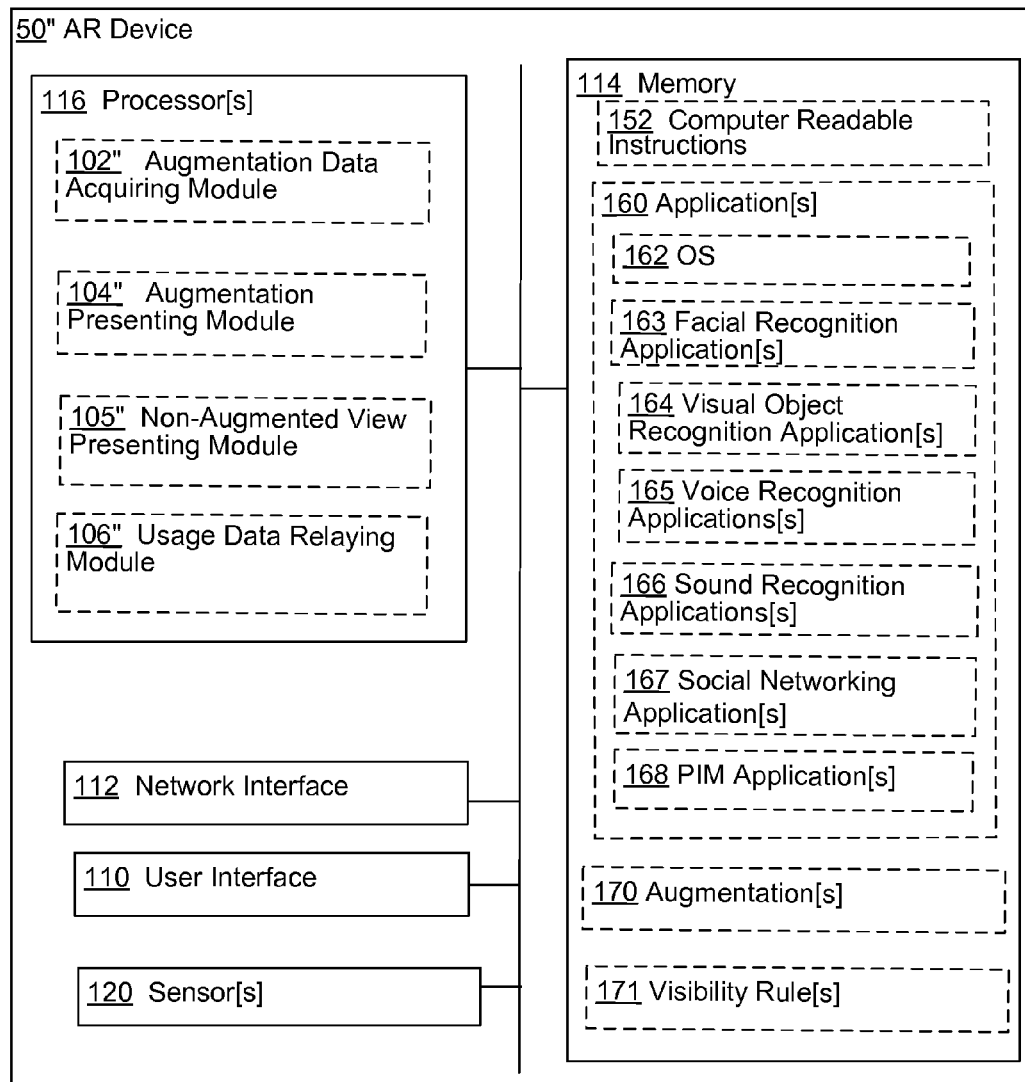 50" AR Device
116 Processor[s]
102" Augmentation Data
Acquiring Module
104" Augmentation
Presenting Module
105" Non-Augmented View
Presenting Module
106" Usage Data Relaying
Module
112 Network Interface
110 User Interface
120 Sensor[s]
114 Memory
152 Computer Readable
Instructions
160 Application[s]
162 OS
163 Facial Recognition
Application[s]
164 Visual Object
Recognition Application[s]
165 Voice Recognition
Applications[s]
166 Sound Recognition
Applications[s]
167 Social Networking
Application[s]
168 PIM Application[s]
170 Augmentation[s]
171 Visibility Rule[s]